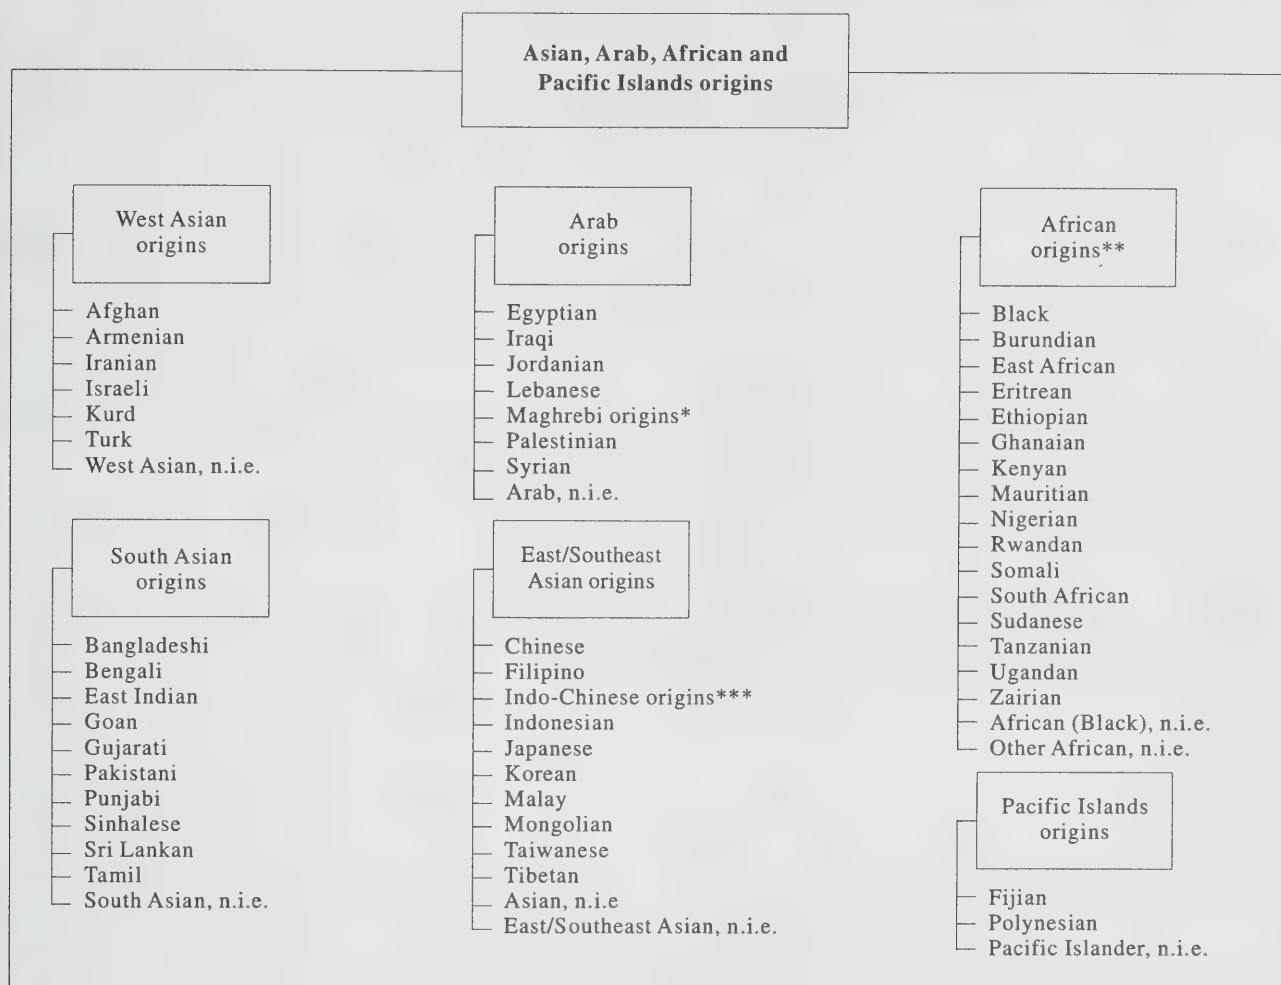 Asian, Arab, African and
Pacific Islands origins
West Asian
origins
Afghan
Armenian
Iranian
Israeli
Kurd
Turk
West Asian, n.i.e.
South Asian
origins
Bangladeshi
Bengali
East Indian
Goan
Gujarati
Pakistani
Punjabi
Sinhalese
Sri Lankan
Tamil
South Asian, n.i.e.
Arab
origins
Egyptian
Iraqi
Jordanian
Lebanese
Maghrebi origins*
Palestinian
Syrian
Arab, n.i.e.
East/Southeast
Asian origins
Chinese
Filipino
Indo-Chinese origins***
Indonesian
Japanese
Korean
Malay
Mongolian
Taiwanese
Tibetan
Asian, n.i.e
East/Southeast Asian, n.i.e.
African
origins**
Black
Burundian
East African
Eritrean
Ethiopian
Ghanaian
Kenyan
Mauritian
Nigerian
Rwandan
Somali
South African
Sudanese
Tanzanian
Ugandan
Zairian
African (Black), n.i.e.
Other African, n.i.e.
Pacific Islands
origins
Fijian
Polynesian
Pacific Islander, n.i.e.